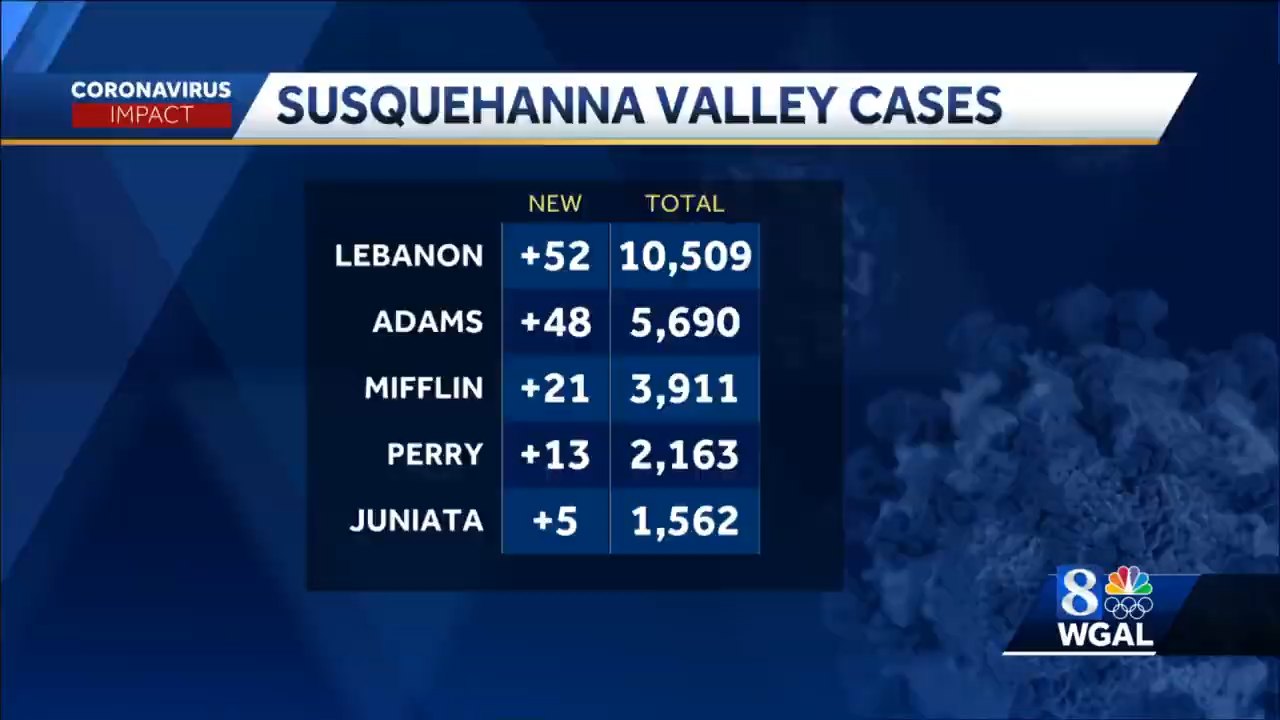 CORONAVIRUS
IMPACT
SUSQUEHANNA VALLEY CASES
NEW TOTAL
LEBANON +52 10,509
ADAMS +48 5,690
MIFFLIN +21 3,911
PERRY +13 2,163
JUNIATA +5 1,562
8
WGAL